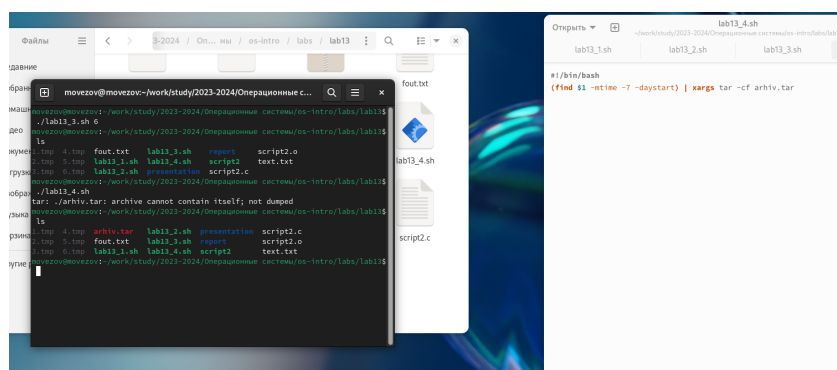 Файлы
3-2024 / Оп... мы / os-intro / labs / lab13
movezov@movezov:~/work/study/2023-2024/Операционные с...
movezov@movezov:~/work/study/2023-2024/Операционные системы/os-intro/labs/lab13$
./lab13_3.sh 6
movezov@movezov:~/work/study/2023-2024/Операционные системы/os-intro/labs/lab13$
ls
1.tmp 4.tmp fout.txt lab13_3.sh report script2.o
2.tmp 5.tmp lab13_1.sh lab13_4.sh script2 text.txt
3.tmp 6.tmp lab13_2.sh presentation script2.c
movezov@movezov:~/work/study/2023-2024/Операционные системы/os-intro/labs/lab13$
./lab13_4.sh
tar: ./arhiv.tar: archive cannot contain itself; not dumped
movezov@movezov:~/work/study/2023-2024/Операционные системы/os-intro/labs/lab13$
ls
1.tmp 4.tmp arhiv.tar lab13_2.sh presentation script2.c
2.tmp 5.tmp fout.txt lab13_3.sh report script2.o
3.tmp 6.tmp lab13_1.sh lab13_4.sh script2 text.txt
movezov@movezov:~/work/study/2023-2024/Операционные системы/os-intro/labs/lab13$
fout.txt
lab13_4.sh
script2.c
Открыть
lab13_4.sh
~/work/study/2023-2024/Операционные системы/os-intro/labs/lab
lab13_1.sh lab13_2.sh lab13_3.sh
#!/bin/bash
(find $1 -mtime -7 -daystart) | xargs tar -cf arhiv.tar